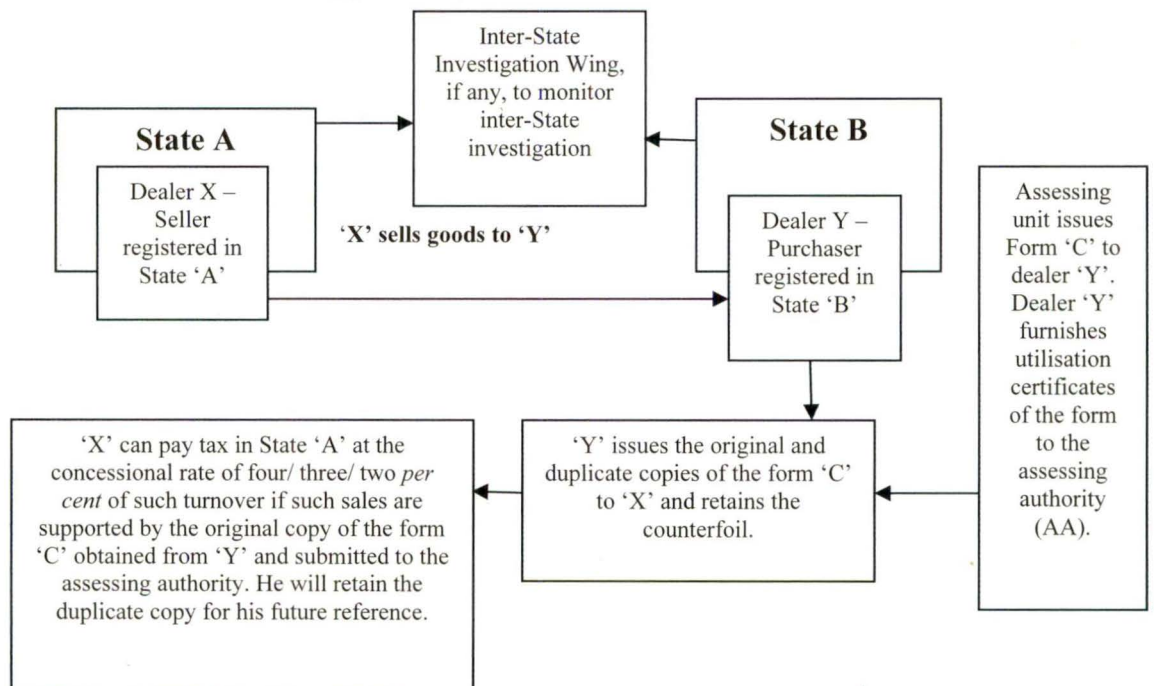 Inter-State
Investigation Wing,
if any, to monitor
inter-State
investigation
State A
Dealer X –
Seller
registered in
State ‘A’
‘X’ sells goods to ‘Y’
State B
Dealer Y –
Purchaser
registered in
State ‘B’
Assessing
unit issues
Form ‘C’ to
dealer ‘Y’.
Dealer ‘Y’
furnishes
utilisation
certificates
of the form
to the
assessing
authority
(AA).
‘Y’ issues the original and
duplicate copies of the form ‘C’
to ‘X’ and retains the
counterfoil.
‘X’ can pay tax in State ‘A’ at the
concessional rate of four/ three/ two per
cent of such turnover if such sales are
supported by the original copy of the form
‘C’ obtained from ‘Y’ and submitted to the
assessing authority. He will retain the
duplicate copy for his future reference.